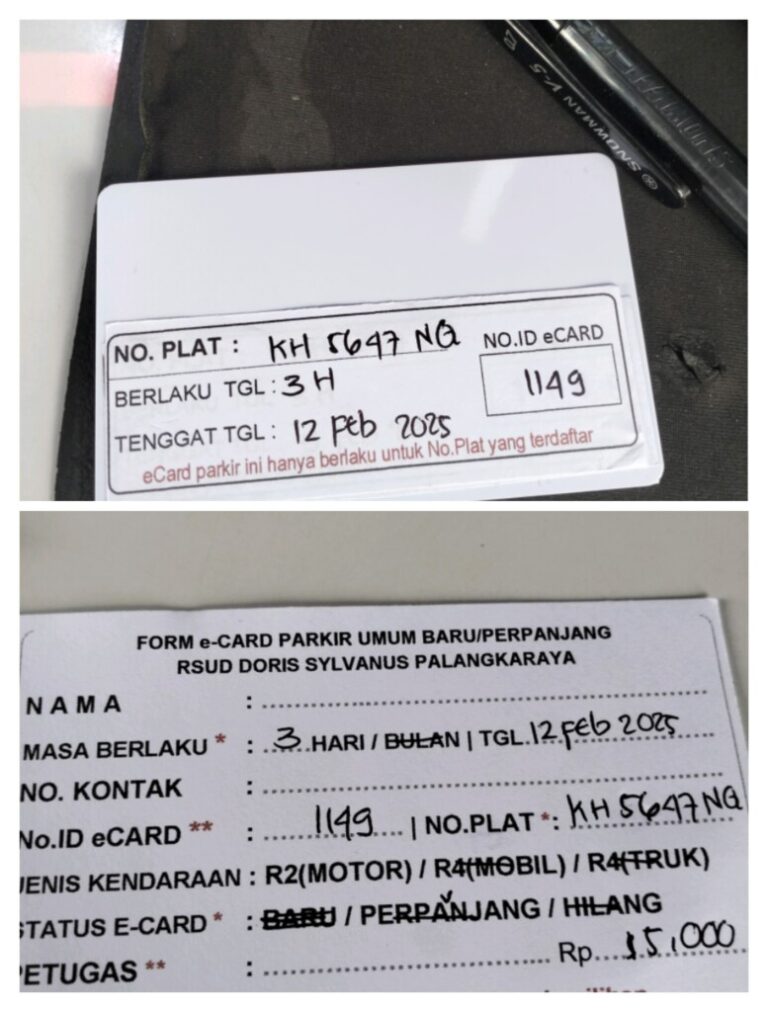 SNOWMAN V-5
NO. PLAT : KH 5647 NQ
NO.ID eCARD
BERLAKU TGL : 3 H
1149
TENGGAT TGL : 12 Feb 2025
eCard parkir ini hanya berlaku untuk No.Plat yang terdaftar
FORM e-CARD PARKIR UMUM BARU/PERPANJANG
RSUD DORIS SYLVANUS PALANGKARAYA
N A M A :
MASA BERLAKU * : 3 HARI / BULAN | TGL. 12 Feb 2025
NO. KONTAK :
No.ID eCARD ** : 1149 | NO.PLAT *: KH 5647 NQ
JENIS KENDARAAN : R2(MOTOR) / R4(MOBIL) / R4(TRUK)
STATUS E-CARD * : BARU / PERPANJANG / HILANG
PETUGAS ** : Rp. 15,000